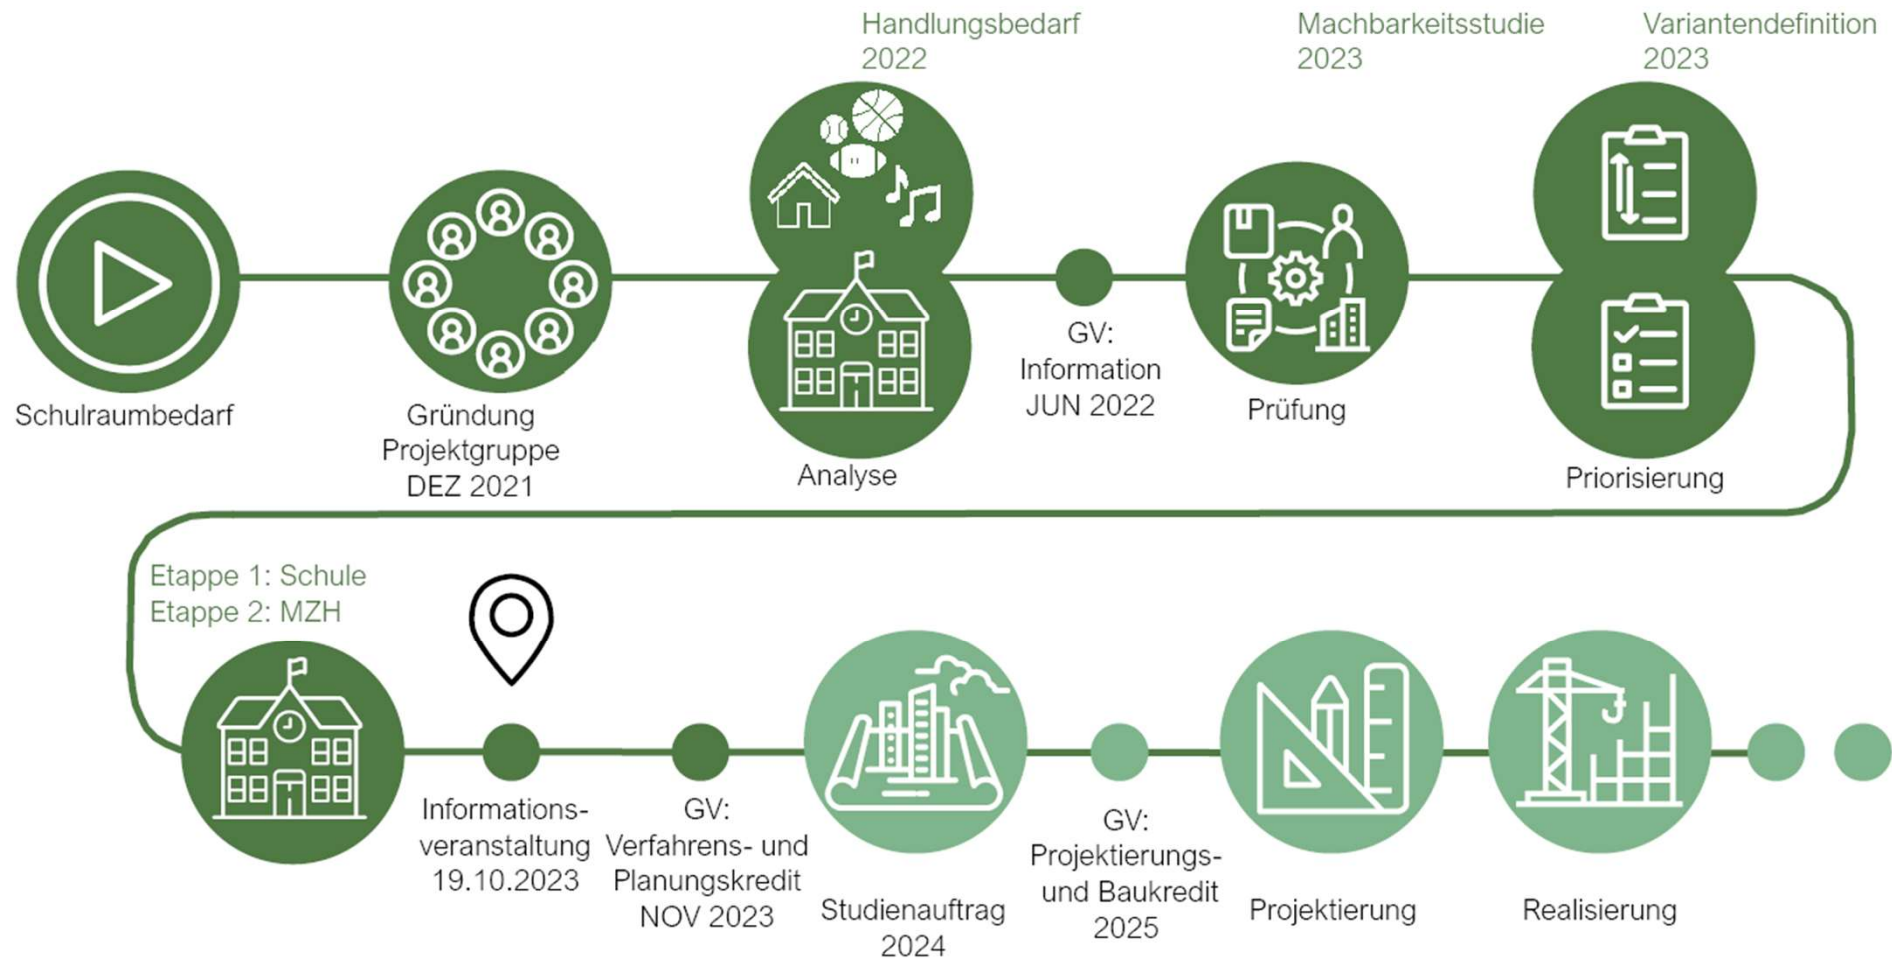 Handlungsbedarf
2022
Machbarkeitsstudie
2023
Variantendefinition
2023
Schulraumbedarf
Gründung
Projektgruppe
DEZ 2021
Analyse
GV:
Information
JUN 2022
Prüfung
Priorisierung
Etappe 1: Schule
Etappe 2: MZH
Informations-
veranstaltung
19.10.2023
GV:
Verfahrens- und
Planungskredit
NOV 2023
Studienauftrag
2024
GV:
Projektierungs-
und Baukredit
2025
Projektierung
Realisierung